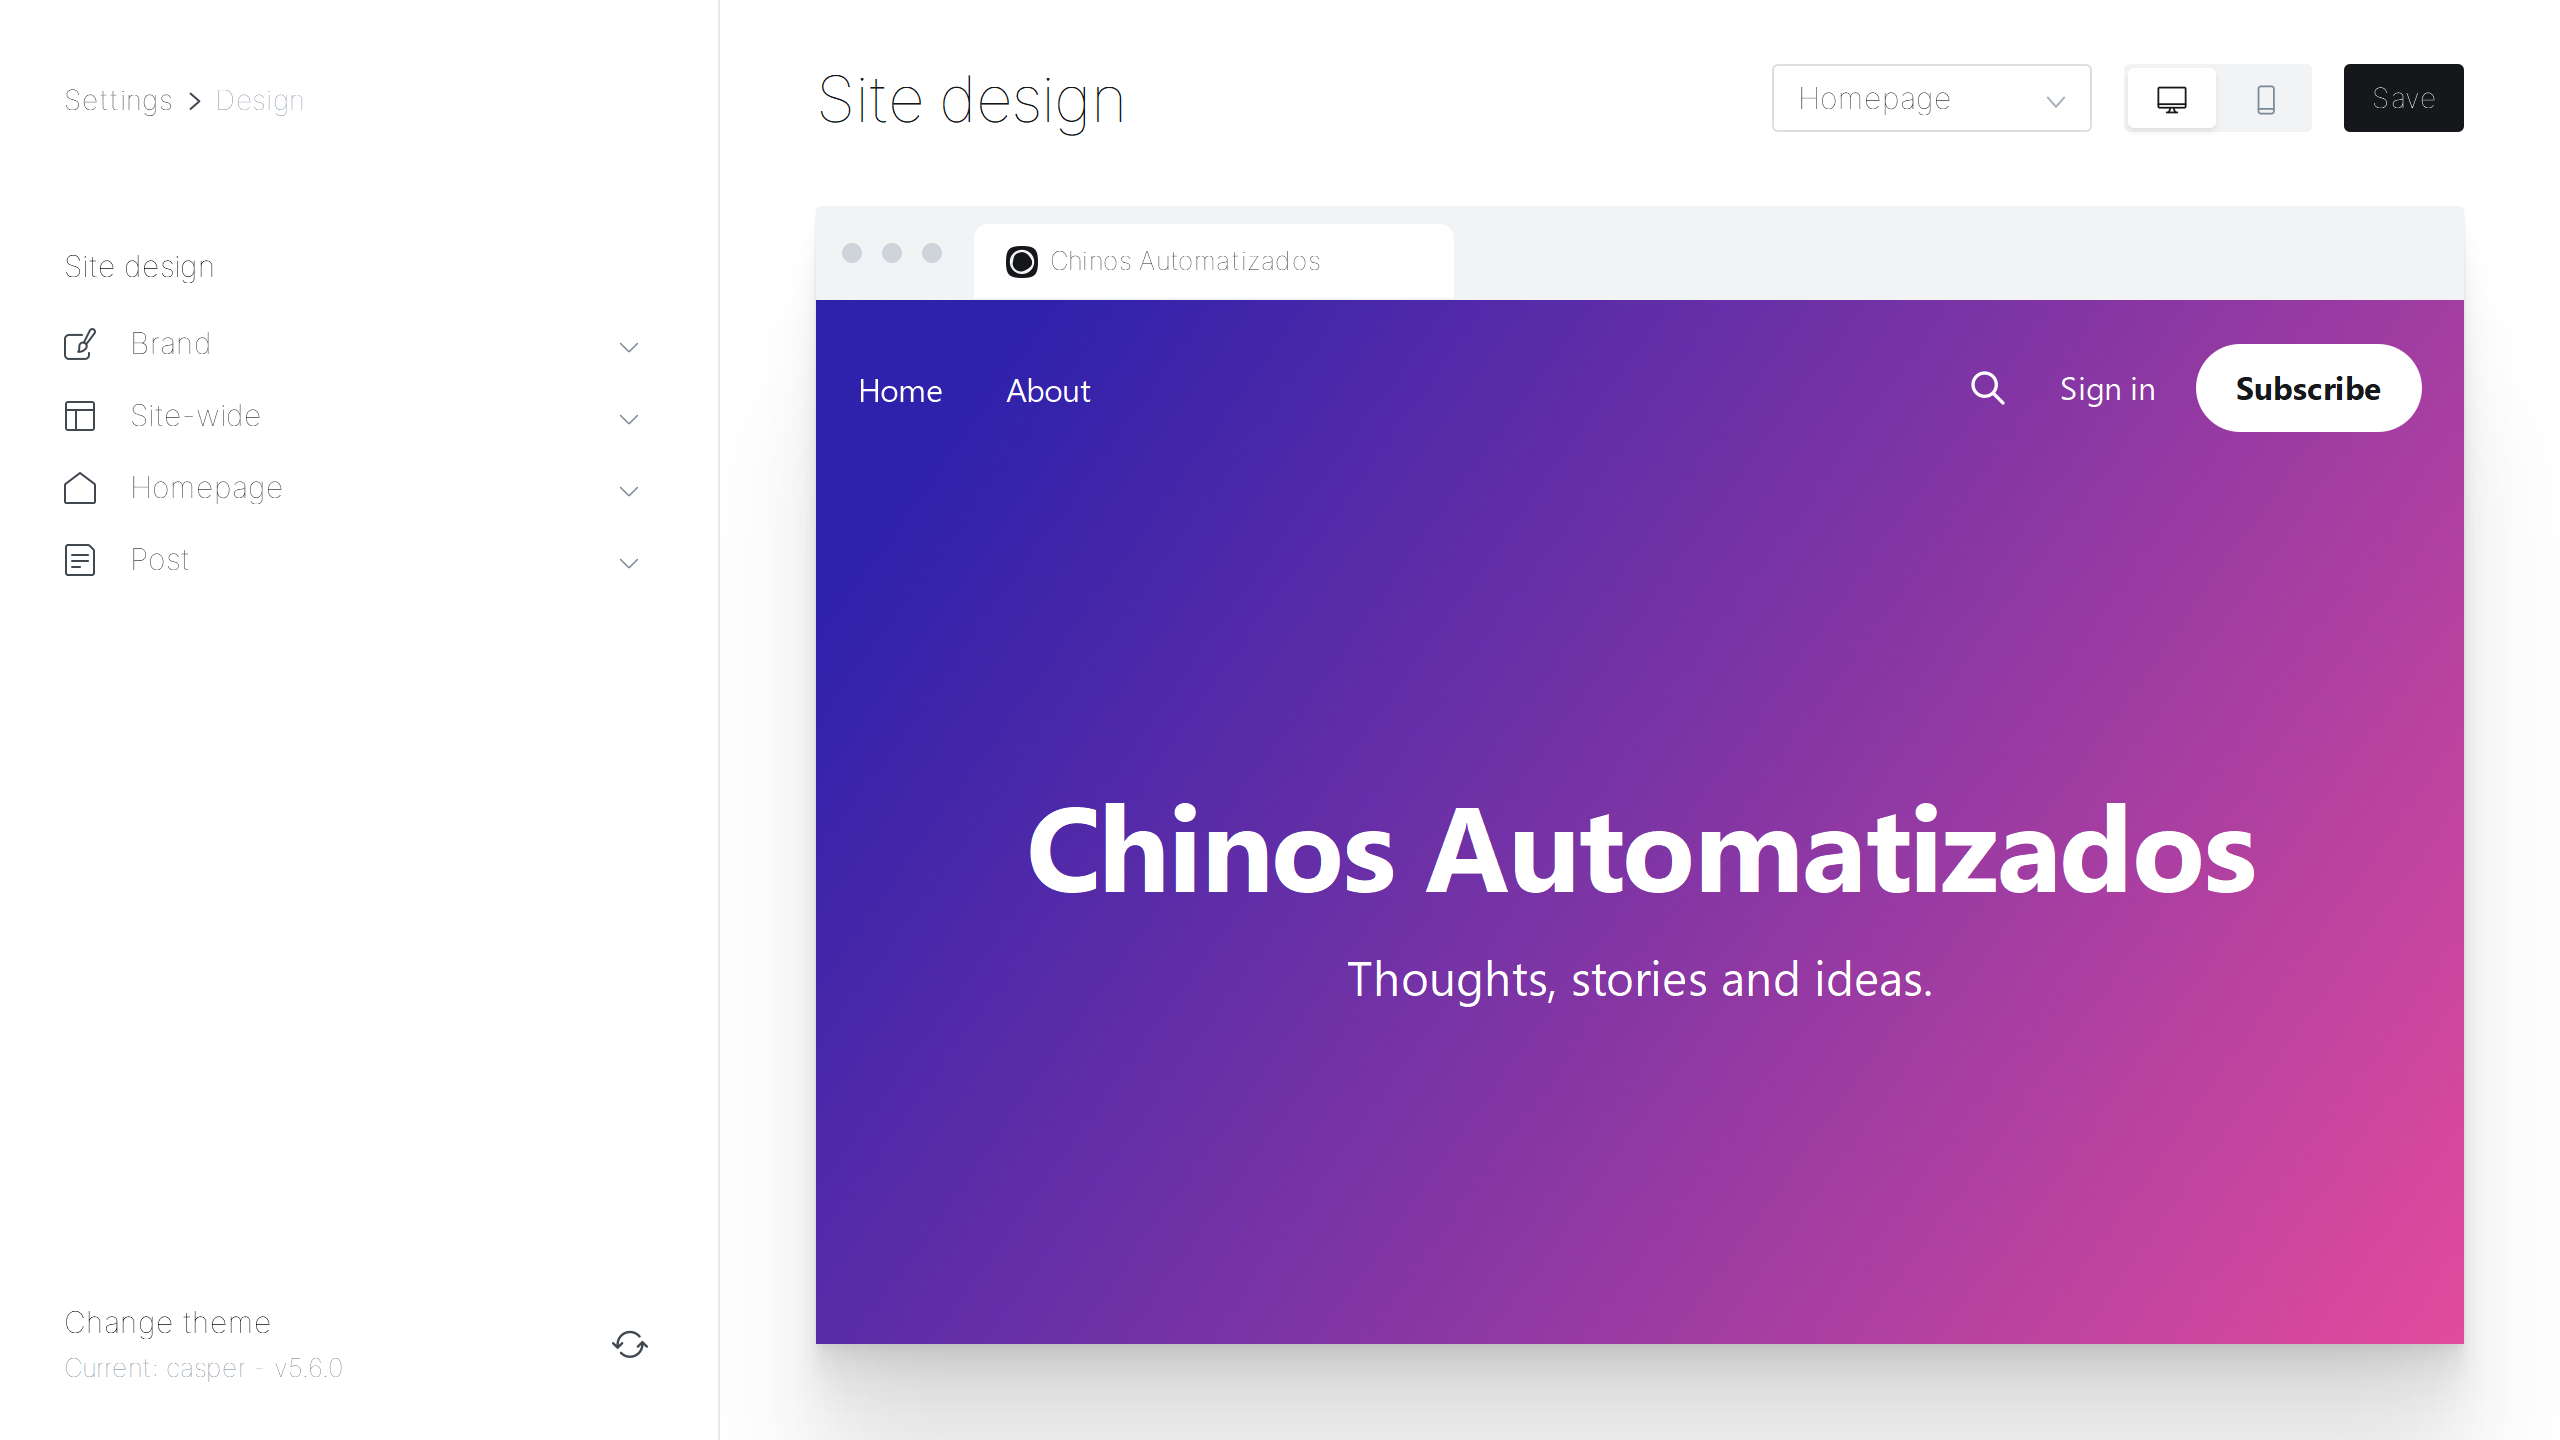 Settings > Design
Site design
Brand
Site-wide
Homepage
Post
Change theme
Current: casper - v5.6.0
Site design
Homepage
Save
Chinos Automatizados
Home About Sign in Subscribe
Chinos Automatizados
Thoughts, stories and ideas.